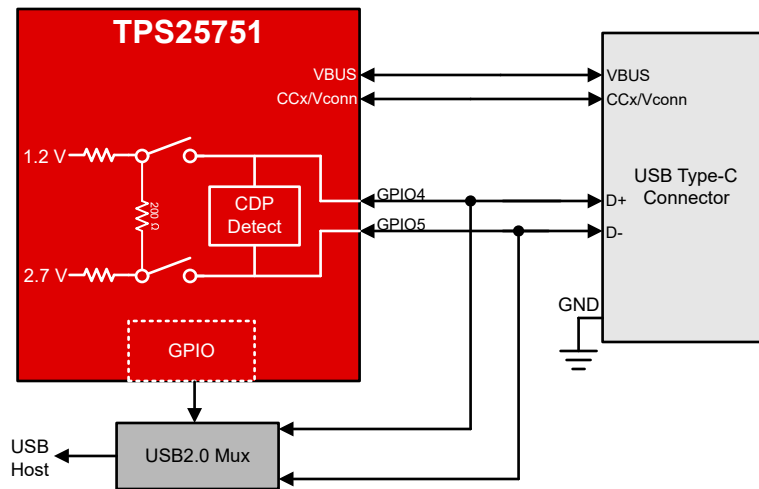 TPS25751
VBUS
CCx/Vconn
VBUS
CCx/Vconn
1.2 V
200 Ω
CDP
Detect
2.7 V
GPIO4
GPIO5
D+
D-
USB Type-C
Connector
GND
GPIO
USB
Host
USB2.0 Mux